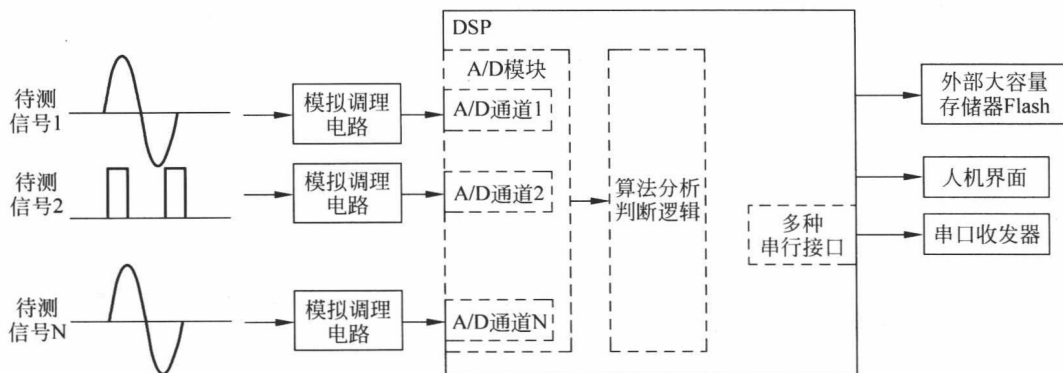 DSP
待测
信号1
模拟调理
电路
A/D模块
A/D通道1
外部大容量
存储器Flash
待测
信号2
模拟调理
电路
A/D通道2
算法分析
判断逻辑
人机界面
多种
串行接口
串口收发器
待测
信号N
模拟调理
电路
A/D通道N